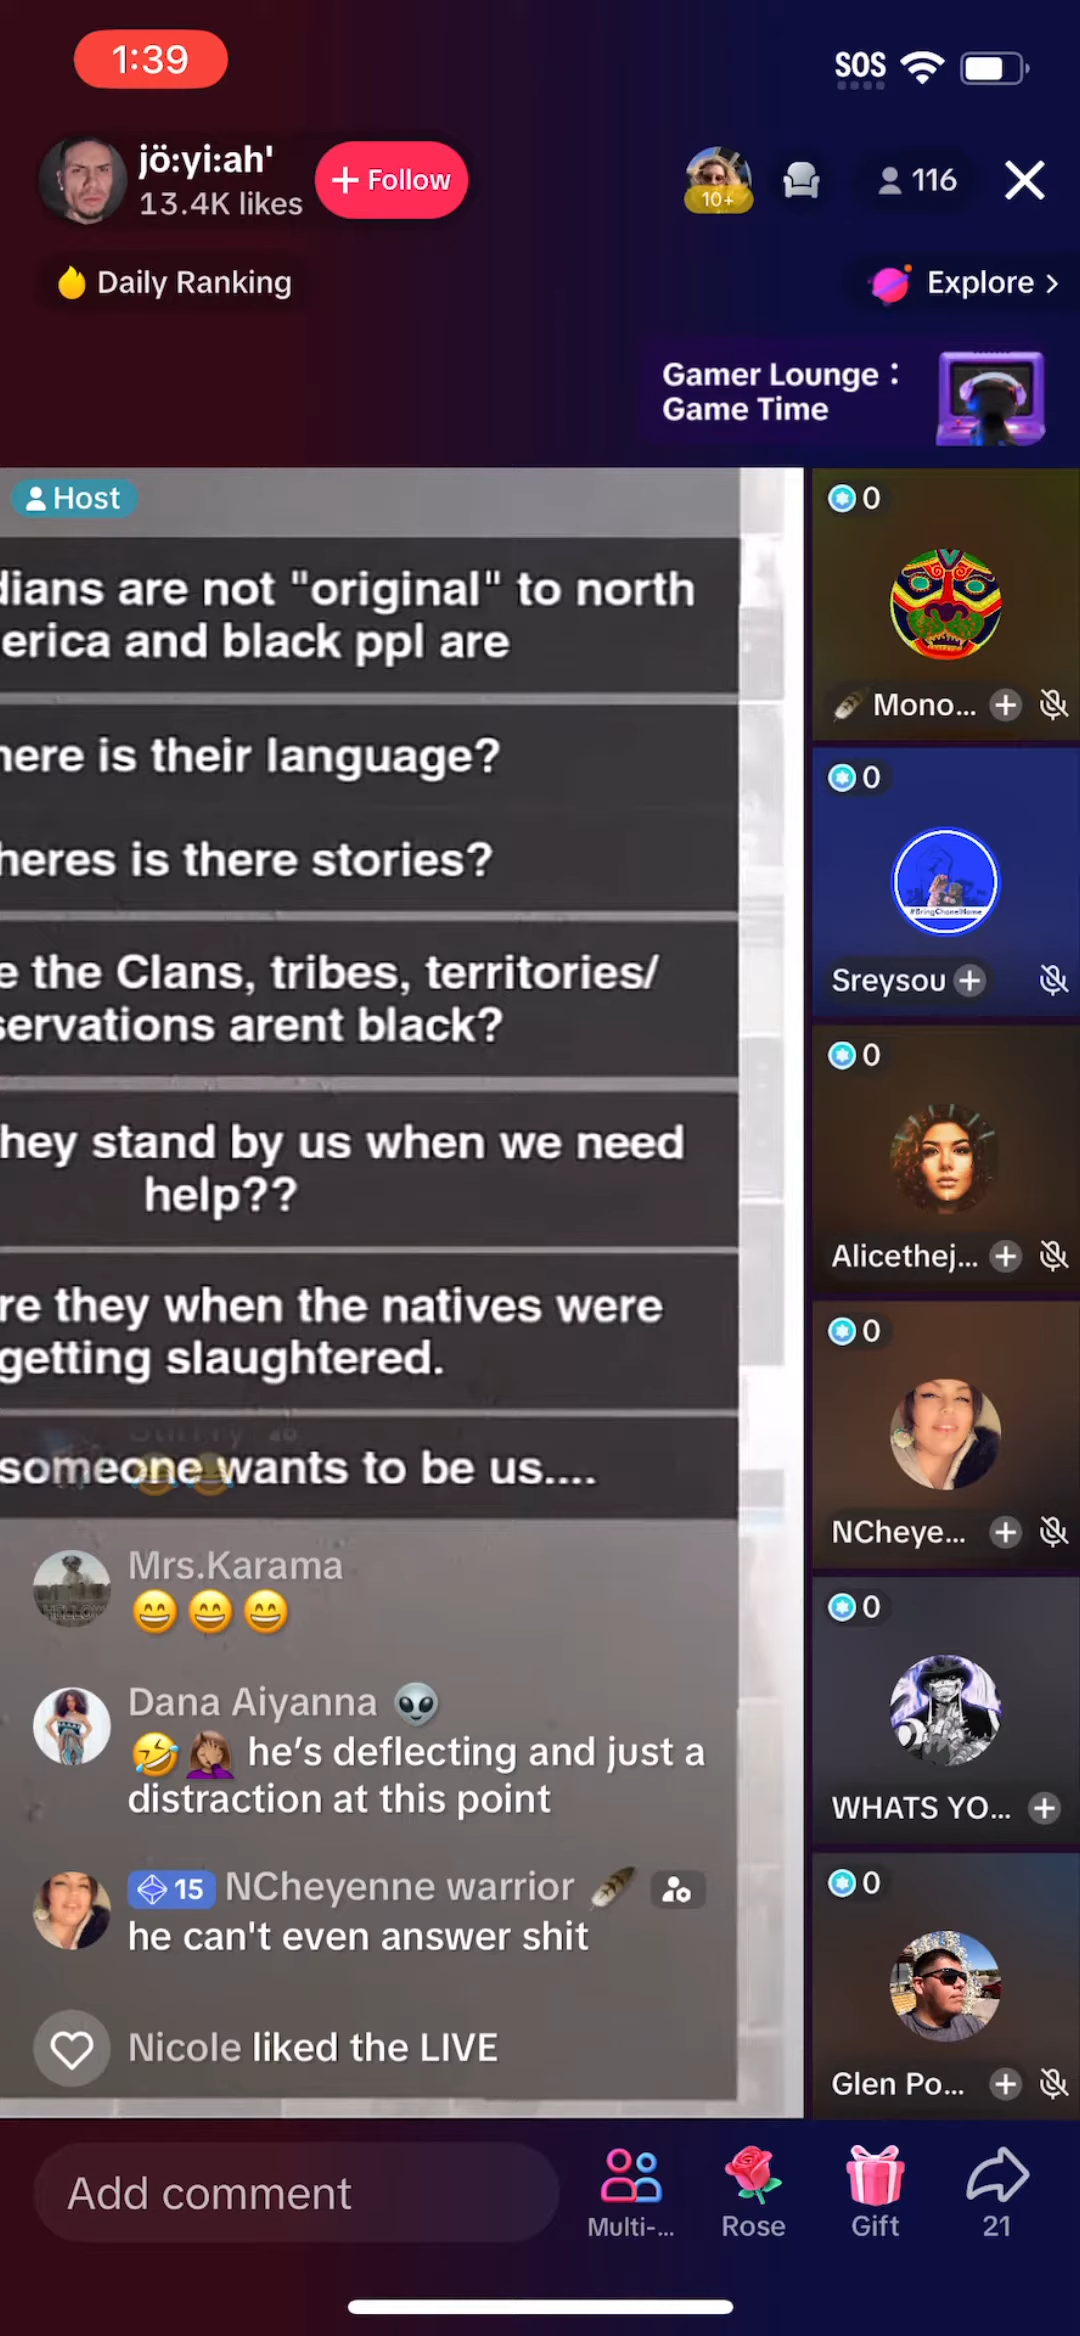 1:39
SOS
jö:yi:ah'
13.4K likes
+ Follow
10+
116
Daily Ranking
Explore >
Gamer Lounge :
Game Time
Host
dians are not "original" to north
erica and black ppl are
here is their language?
heres is there stories?
e the Clans, tribes, territories/
servations arent black?
hey stand by us when we need
help??
re they when the natives were
getting slaughtered.
someone wants to be us....
Mrs.Karama
Dana Aiyanna
he's deflecting and just a
distraction at this point
15 NCheyenne warrior
he can't even answer shit
Nicole liked the LIVE
0
Mono...
0
#BringChanelHome
Sreysou
0
Alicethej...
0
NCheye...
0
WHATS YO...
0
Glen Po...
Add comment
Multi-...
Rose
Gift
21